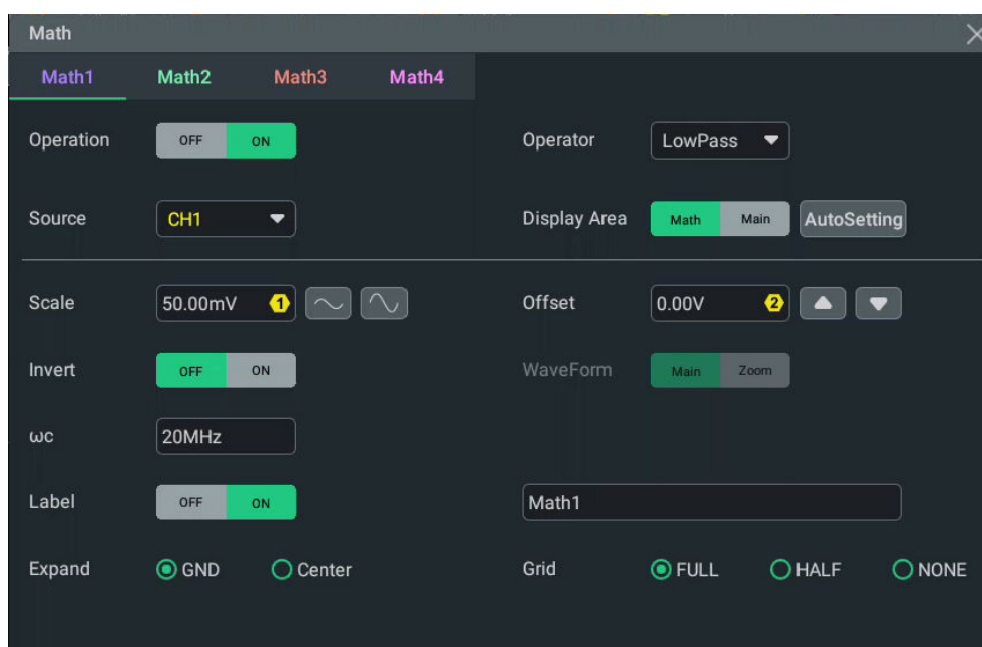 Math
Math1 Math2 Math3 Math4
Operation OFF ON Operator LowPass
Source CH1 Display Area Math Main AutoSetting
Scale 50.00mV 1 Offset 0.00V 2
Invert OFF ON WaveForm Main Zoom
ωc 20MHz
Label OFF ON Math1
Expand GND Center Grid FULL HALF NONE